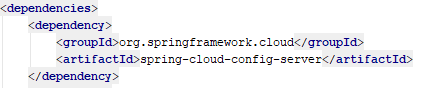 <dependencies>
<dependency>
<groupId>org.springframework.cloud</groupId>
<artifactId>spring-cloud-config-server</artifactId>
</dependency>